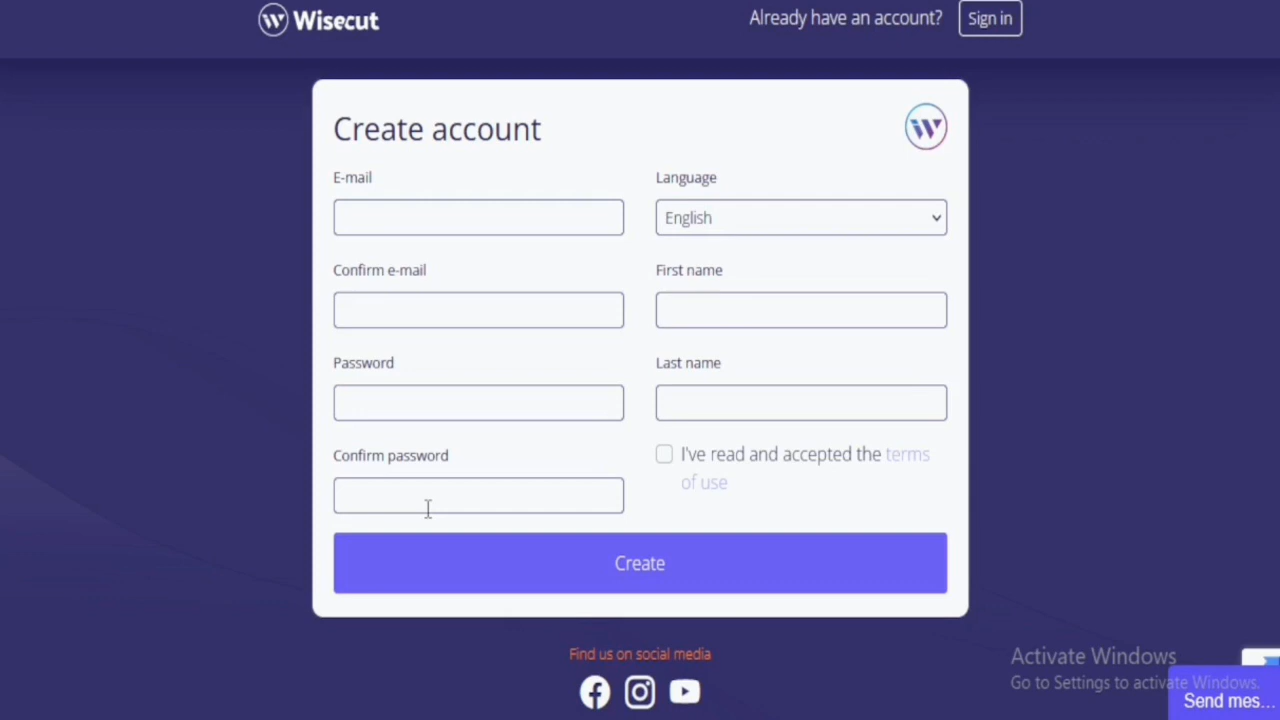 Wisecut
Already have an account?
Sign in
Create account
E-mail
Language
English
Confirm e-mail
First name
Password
Last name
Confirm password
I've read and accepted the terms
of use
Create
Find us on social media
Activate Windows
Go to Settings to activate Windows.
Send mes...